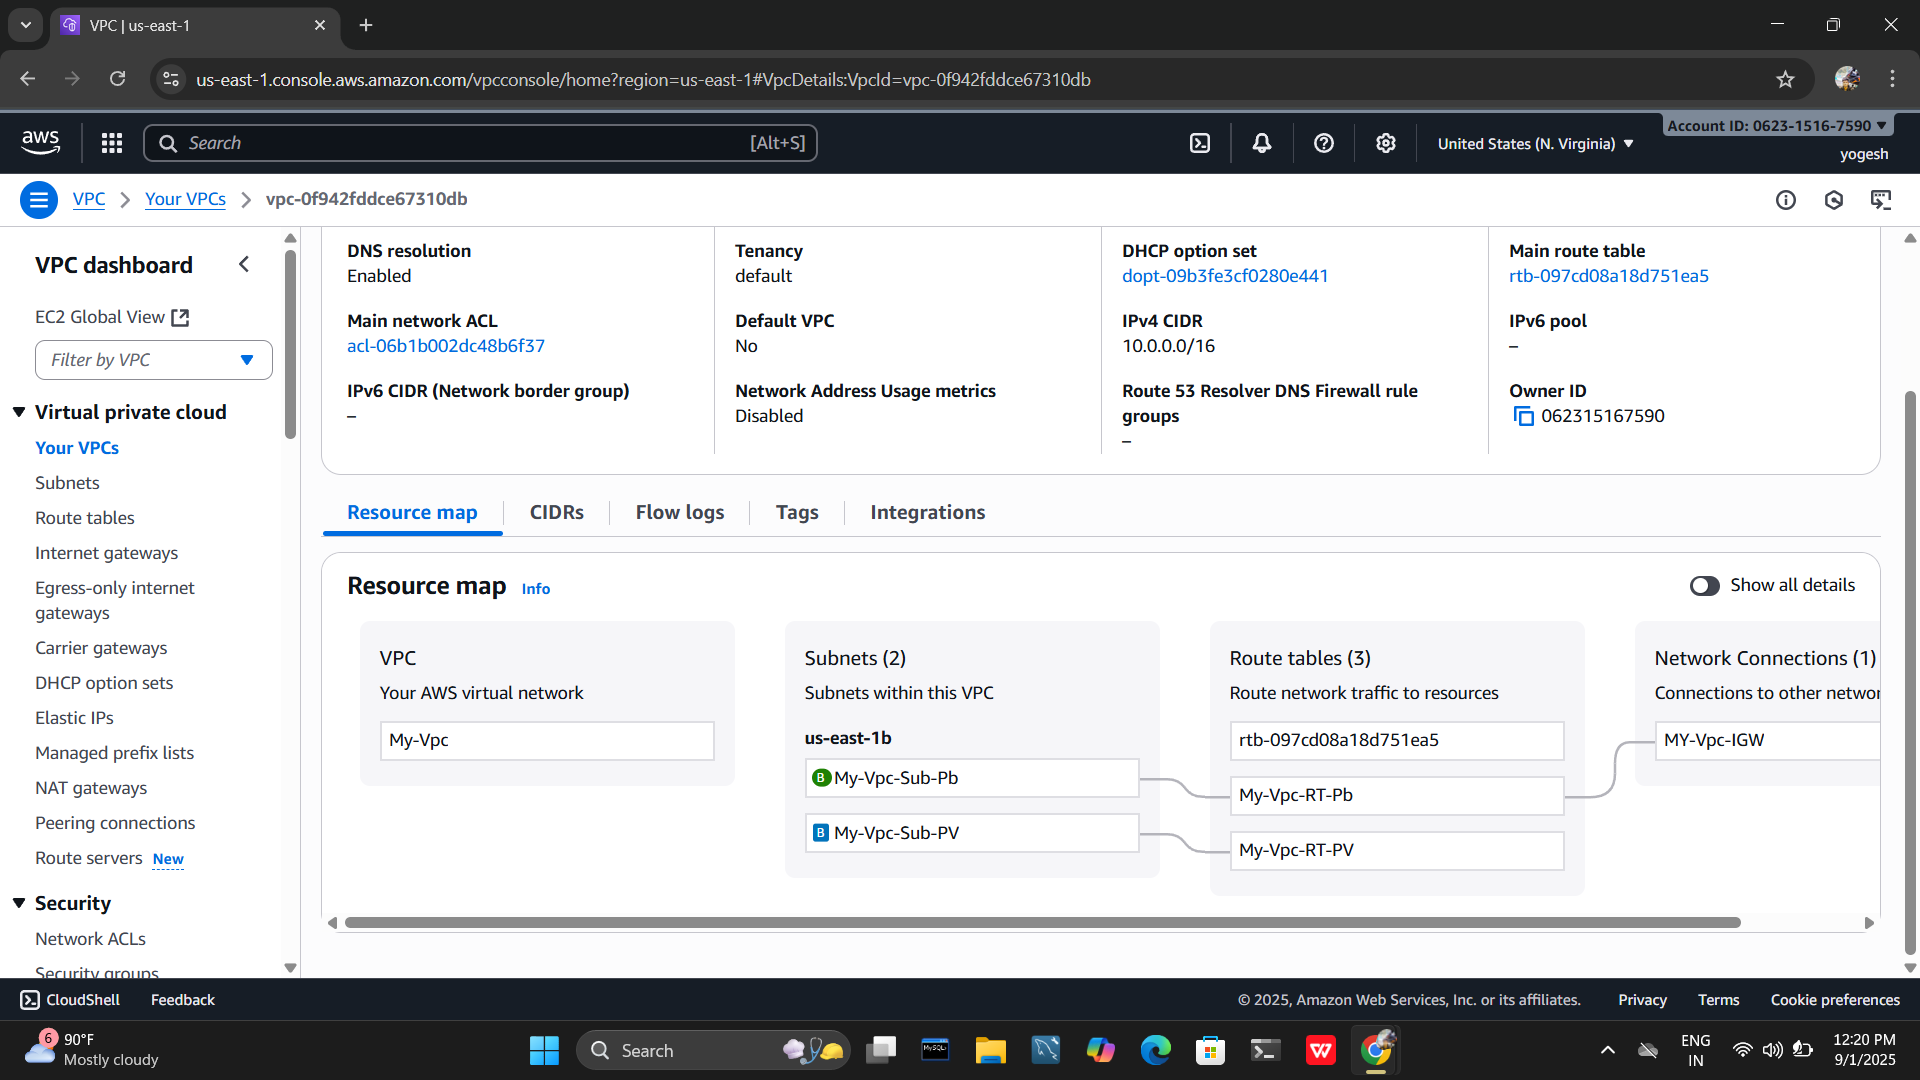 VPC | us-east-1
us-east-1.console.aws.amazon.com/vpcconsole/home?region=us-east-1#VpcDetails:VpcId=vpc-0f942fddce67310db
aws
Search
[Alt+S]
United States (N. Virginia)
Account ID: 0623-1516-7590
yogesh
VPC
Your VPCs
vpc-0f942fddce67310db
VPC dashboard
EC2 Global View
Filter by VPC
Virtual private cloud
Your VPCs
Subnets
Route tables
Internet gateways
Egress-only internet
gateways
Carrier gateways
DHCP option sets
Elastic IPs
Managed prefix lists
NAT gateways
Peering connections
Route servers New
Security
Network ACLs
Security groups
DNS resolution
Enabled
Tenancy
default
DHCP option set
dopt-09b3fe3cf0280e441
Main route table
rtb-097cd08a18d751ea5
Main network ACL
acl-06b1b002dc48b6f37
Default VPC
No
IPv4 CIDR
10.0.0.0/16
IPv6 pool
–
IPv6 CIDR (Network border group)
–
Network Address Usage metrics
Disabled
Route 53 Resolver DNS Firewall rule
groups
–
Owner ID
062315167590
Resource map
CIDRs
Flow logs
Tags
Integrations
Resource map Info
Show all details
VPC
Your AWS virtual network
My-Vpc
Subnets (2)
Subnets within this VPC
us-east-1b
B My-Vpc-Sub-Pb
B My-Vpc-Sub-PV
Route tables (3)
Route network traffic to resources
rtb-097cd08a18d751ea5
My-Vpc-RT-Pb
My-Vpc-RT-PV
Network Connections (1)
Connections to other networ
MY-Vpc-IGW
CloudShell
Feedback
© 2025, Amazon Web Services, Inc. or its affiliates.
Privacy
Terms
Cookie preferences
6
90°F
Mostly cloudy
Search
ENG
IN
12:20 PM
9/1/2025